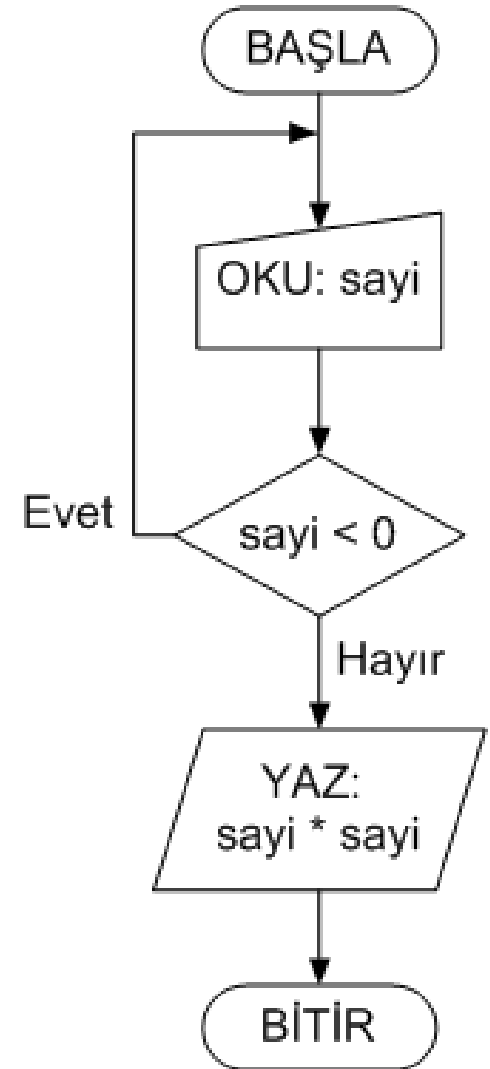 BAŞLA
OKU: sayi
Evet
sayi < 0
Hayır
YAZ:
sayi * sayi
BİTİR